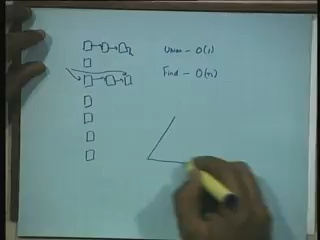 Union - O(1)
Find - O(n)